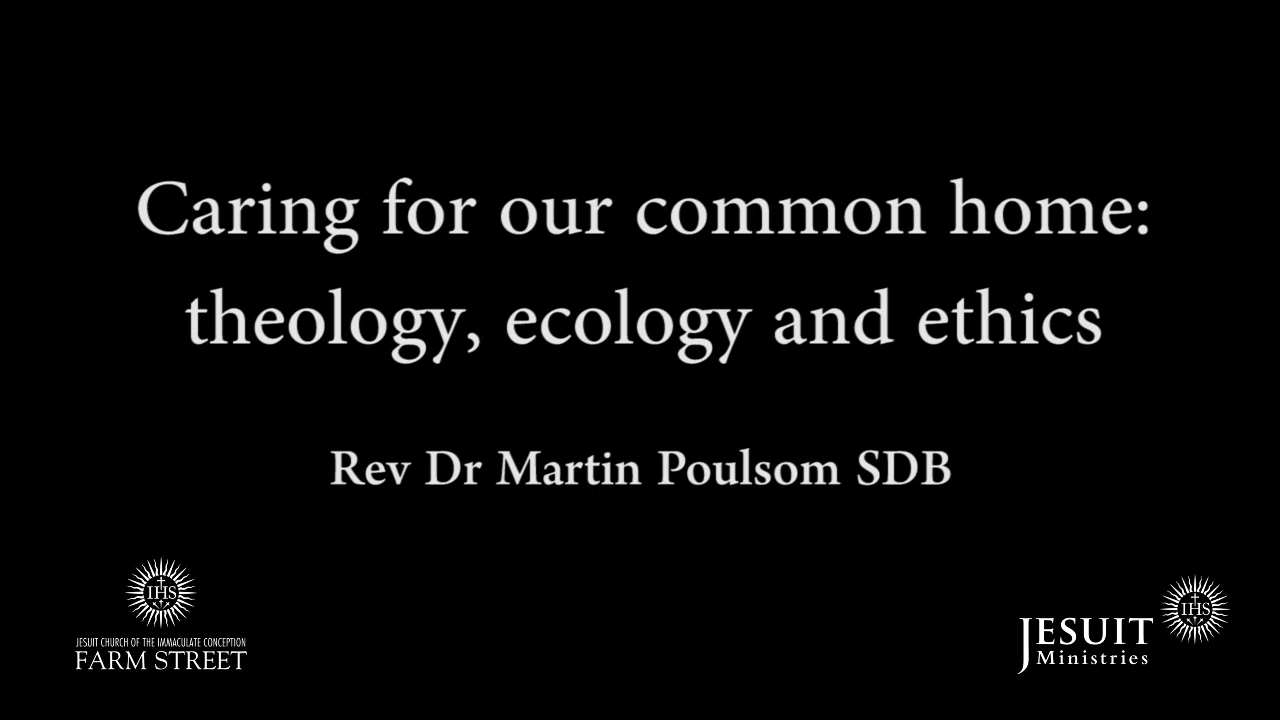 Caring for our common home:
theology, ecology and ethics
Rev Dr Martin Poulsom SDB
IHS
JESUIT CHURCH OF THE IMMACULATE CONCEPTION
FARM STREET
IHS
JESUIT
Ministries